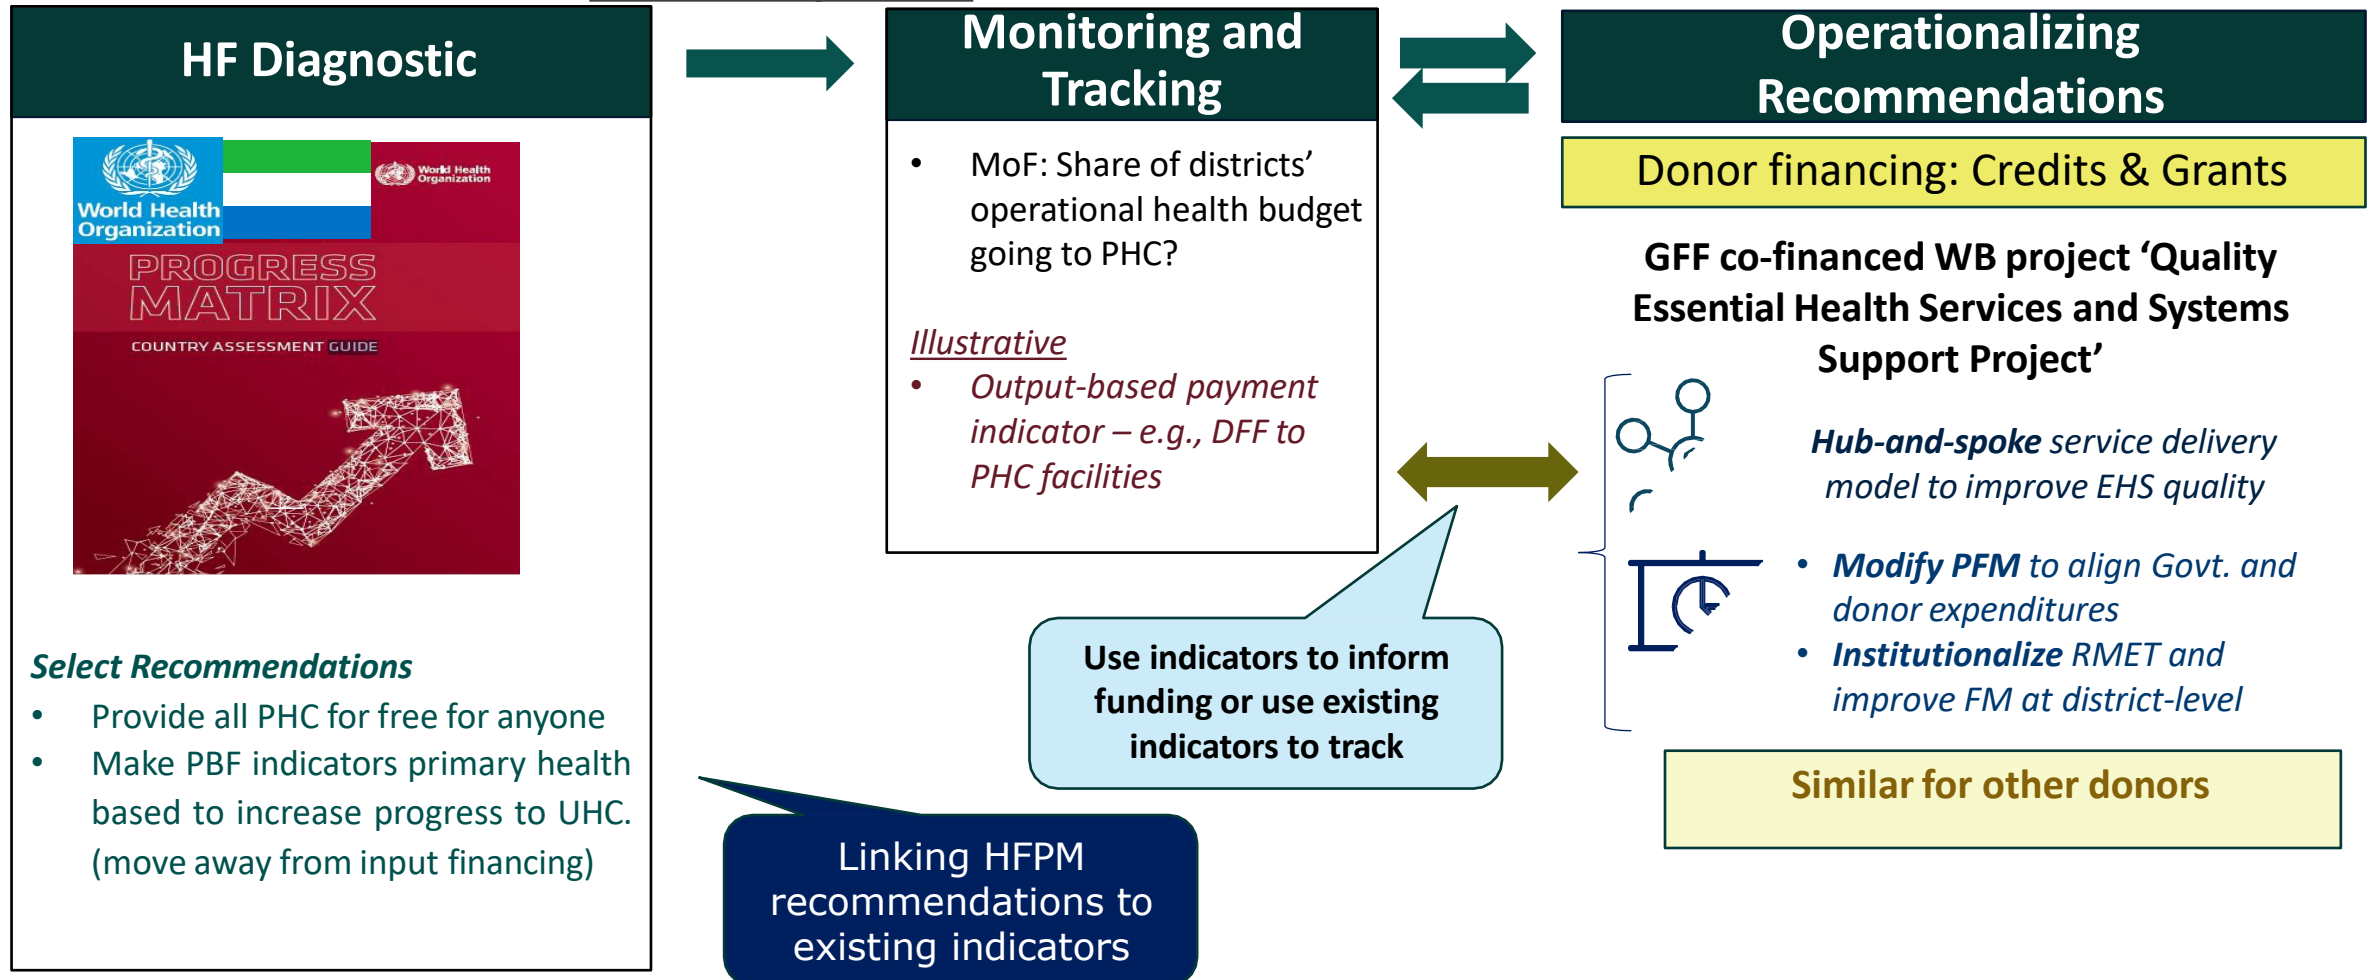 HF Diagnostic
World Health
Organization
World Health
Organization
PROGRESS
MATRIX
COUNTRY ASSESSMENT GUIDE
Select Recommendations
• Provide all PHC for free for anyone
• Make PBF indicators primary health
based to increase progress to UHC.
(move away from input financing)
Monitoring and
Tracking
• MoF: Share of districts’
operational health budget
going to PHC?
Illustrative
• Output-based payment
indicator – e.g., DFF to
PHC facilities
Use indicators to inform
funding or use existing
indicators to track
Linking HFPM
recommendations to
existing indicators
Operationalizing
Recommendations
Donor financing: Credits & Grants
GFF co-financed WB project ‘Quality
Essential Health Services and Systems
Support Project’
Hub-and-spoke service delivery
model to improve EHS quality
• Modify PFM to align Govt. and
donor expenditures
• Institutionalize RMET and
improve FM at district-level
Similar for other donors